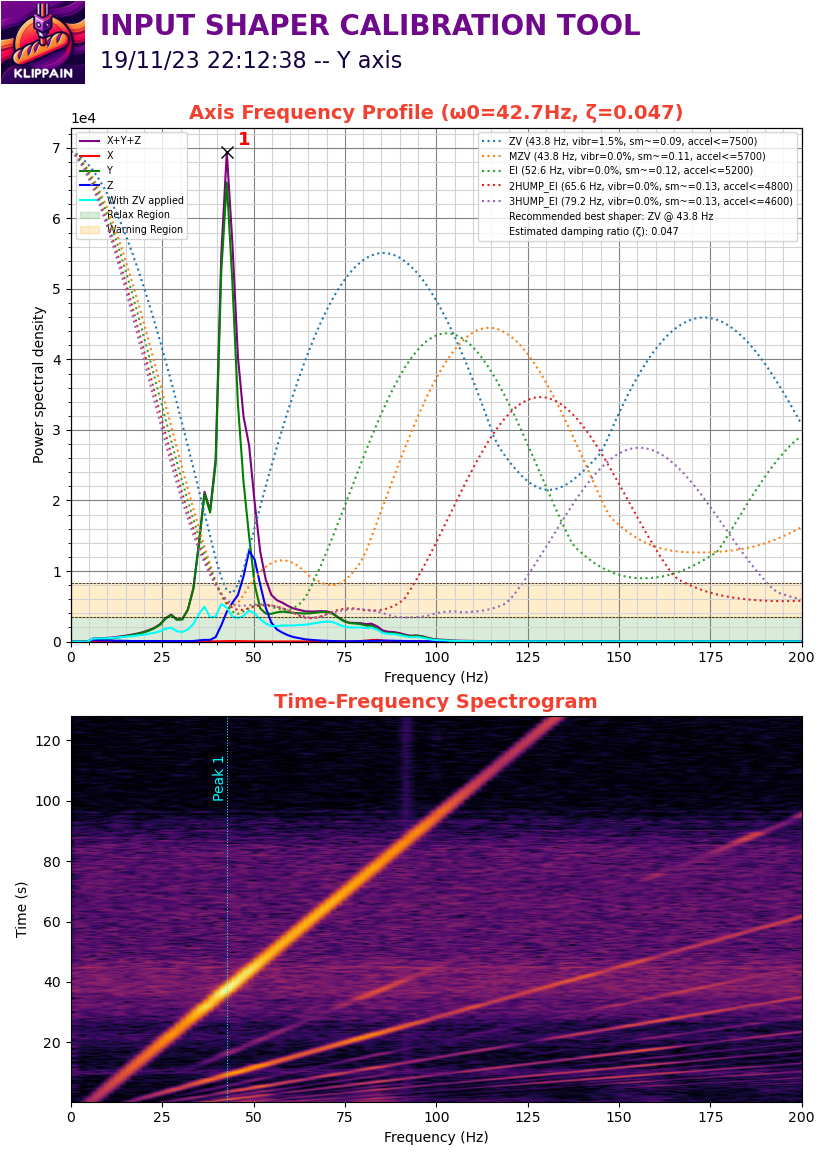 INPUT SHAPER CALIBRATION TOOL
19/11/23 22:12:38 -- Y axis
KLIPPAIN
Axis Frequency Profile (ω0=42.7Hz, ζ=0.047)
1e4
1
X+Y+Z
X
Y
Z
With ZV applied
Relax Region
Warning Region
ZV (43.8 Hz, vibr=1.5%, sm~=0.09, accel<=7500)
MZV (43.8 Hz, vibr=0.0%, sm~=0.11, accel<=5700)
EI (52.6 Hz, vibr=0.0%, sm~=0.12, accel<=5200)
2HUMP_EI (65.6 Hz, vibr=0.0%, sm~=0.13, accel<=4800)
3HUMP_EI (79.2 Hz, vibr=0.0%, sm~=0.13, accel<=4600)
Recommended best shaper: ZV @ 43.8 Hz
Estimated damping ratio (ζ): 0.047
Power spectral density
7
6
5
4
3
2
1
0
0 25 50 75 100 125 150 175 200
Frequency (Hz)
Time-Frequency Spectrogram
Peak 1
Time (s)
120
100
80
60
40
20
0 25 50 75 100 125 150 175 200
Frequency (Hz)